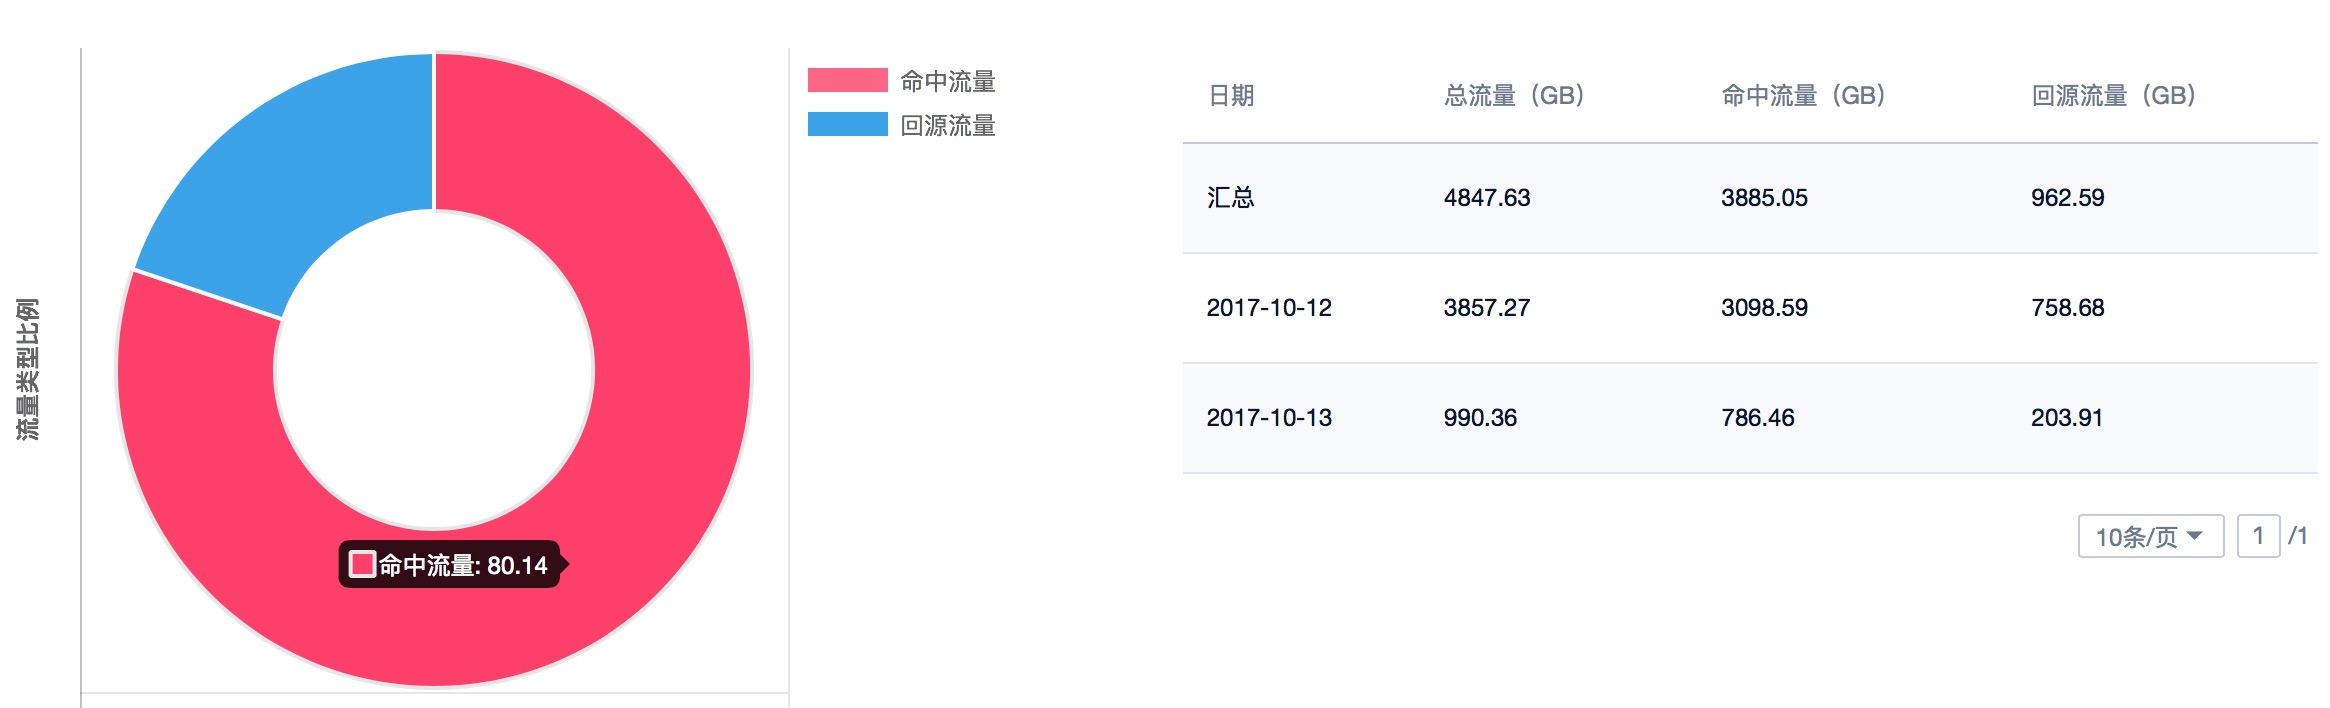 流量类型比例
命中流量
回源流量
命中流量: 80.14
日期 总流量（GB） 命中流量（GB） 回源流量（GB）
汇总 4847.63 3885.05 962.59
2017-10-12 3857.27 3098.59 758.68
2017-10-13 990.36 786.46 203.91
10条/页 1 /1